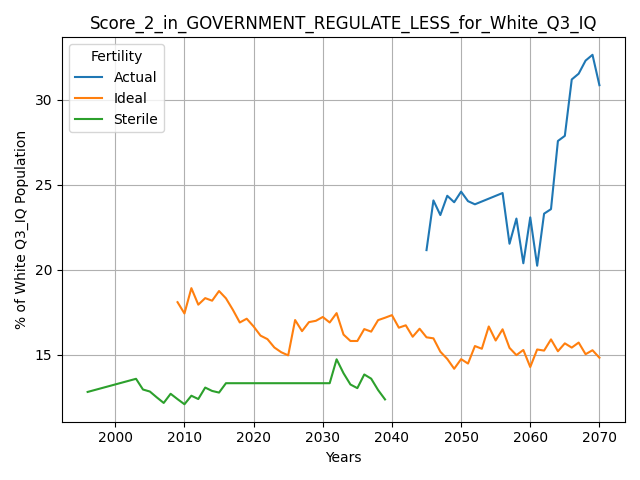 Score_2_in_GOVERNMENT_REGULATE_LESS_for_White_Q3_IQ
Fertility
Actual
Ideal
Sterile
% of White Q3_IQ Population
30
25
20
15
2000 2010 2020 2030 2040 2050 2060 2070
Years